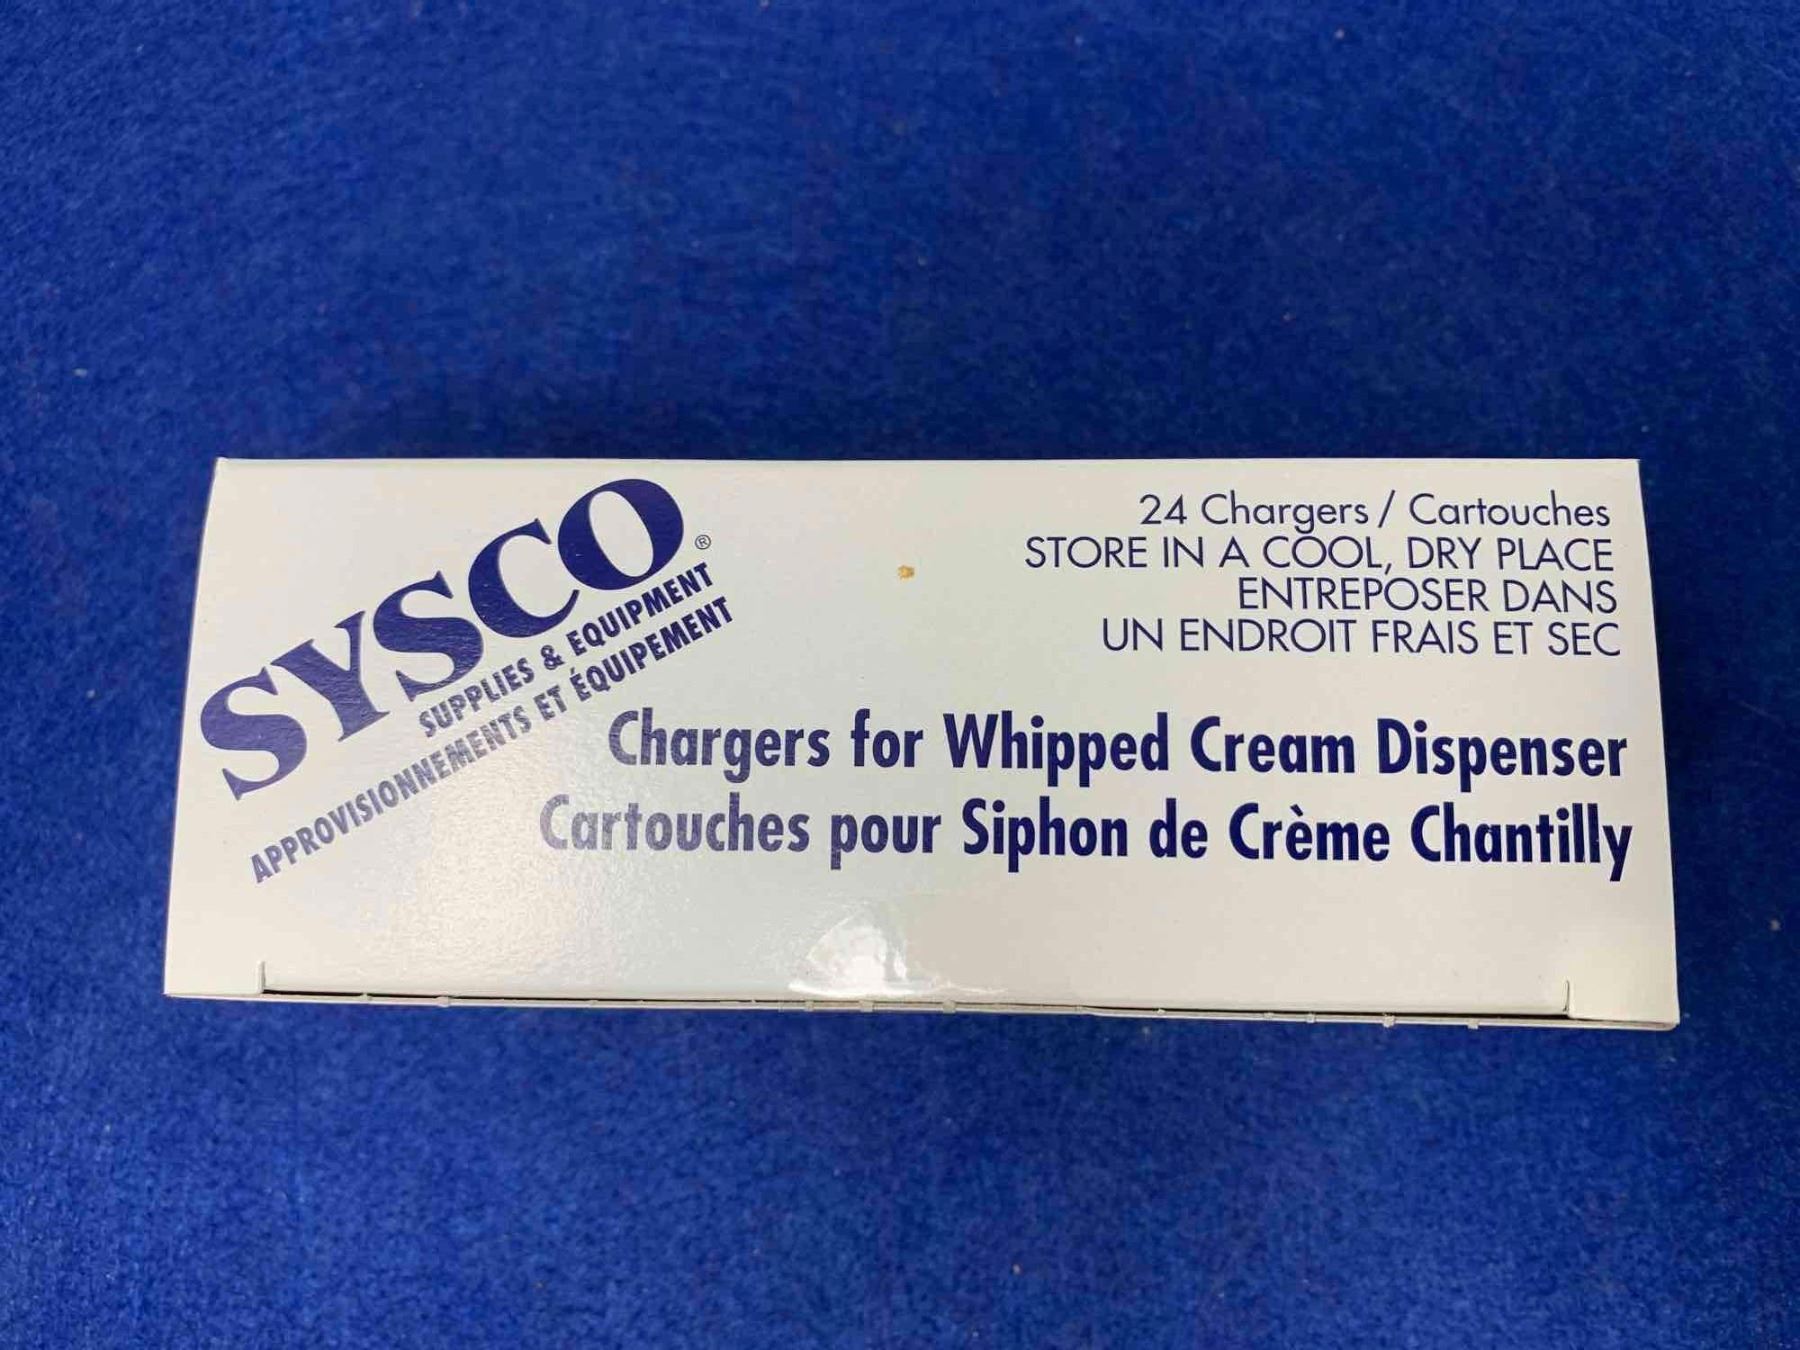 SYSCO®
SUPPLIES & EQUIPMENT
APPROVISIONNEMENTS ET ÉQUIPEMENT
24 Chargers / Cartouches
STORE IN A COOL, DRY PLACE
ENTREPOSER DANS
UN ENDROIT FRAIS ET SEC
Chargers for Whipped Cream Dispenser
Cartouches pour Siphon de Crème Chantilly